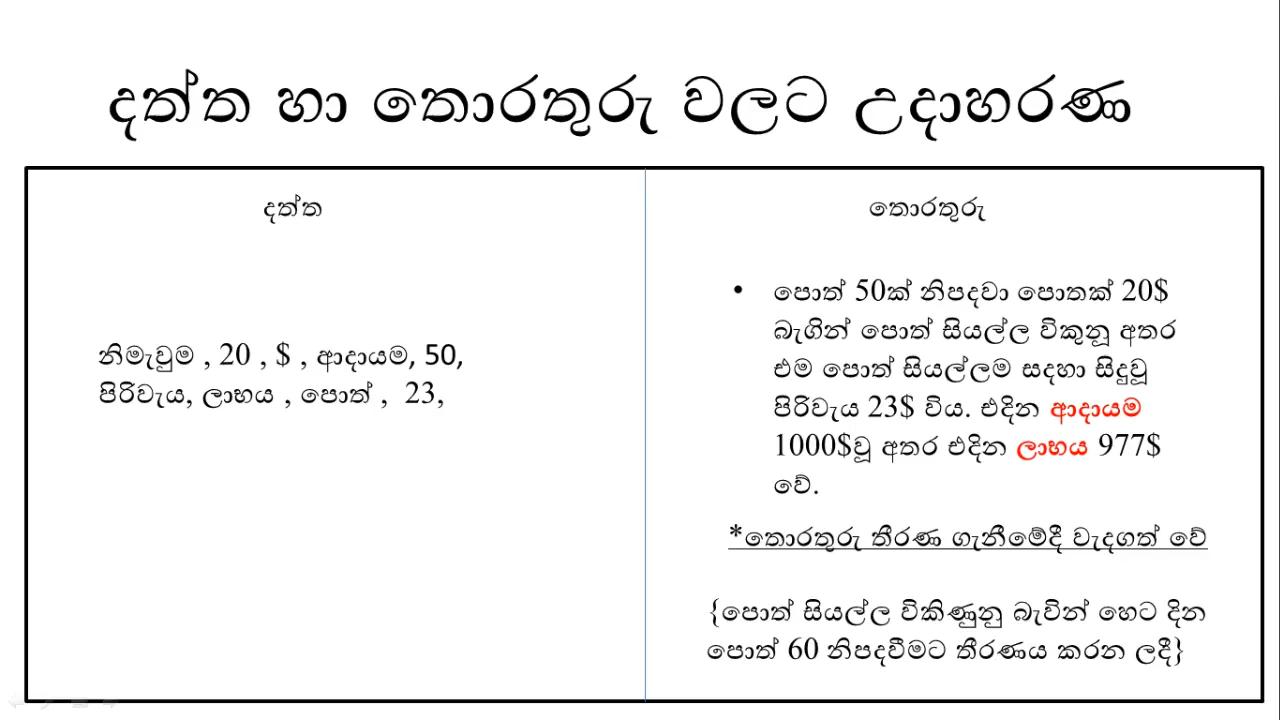 දත්ත හා තොරතුරු වලට උදාහරණ
දත්ත
නිමැවුම , 20 , $ , ආදායම, 50,
පිරිවැය, ලාභය , පොත් , 23,
තොරතුරු
• පොත් 50ක් නිපදවා පොතක් 20$
බැගින් පොත් සියල්ල විකුනූ අතර
එම පොත් සියල්ලම සදහා සිදුවූ
පිරිවැය 23$ විය. එදින ආදායම
1000$වූ අතර එදින ලාභය 977$
වේ.
*තොරතුරු තීරණ ගැනීමේදී වැදගත් වේ
{පොත් සියල්ල විකිණුනු බැවින් හෙට දින
පොත් 60 නිපදවීමට තීරණය කරන ලදී}